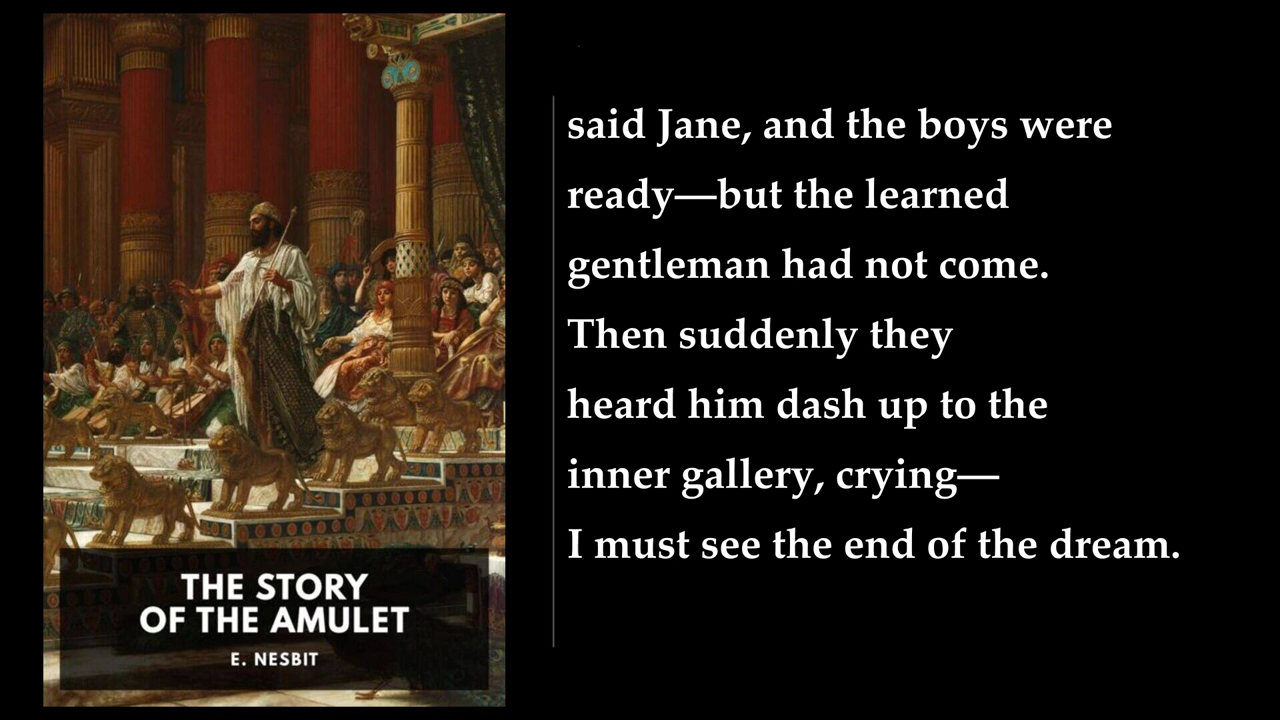 said Jane, and the boys were
ready—but the learned
gentleman had not come.
Then suddenly they
heard him dash up to the
inner gallery, crying—
I must see the end of the dream.
THE STORY
OF THE AMULET
E. NESBIT